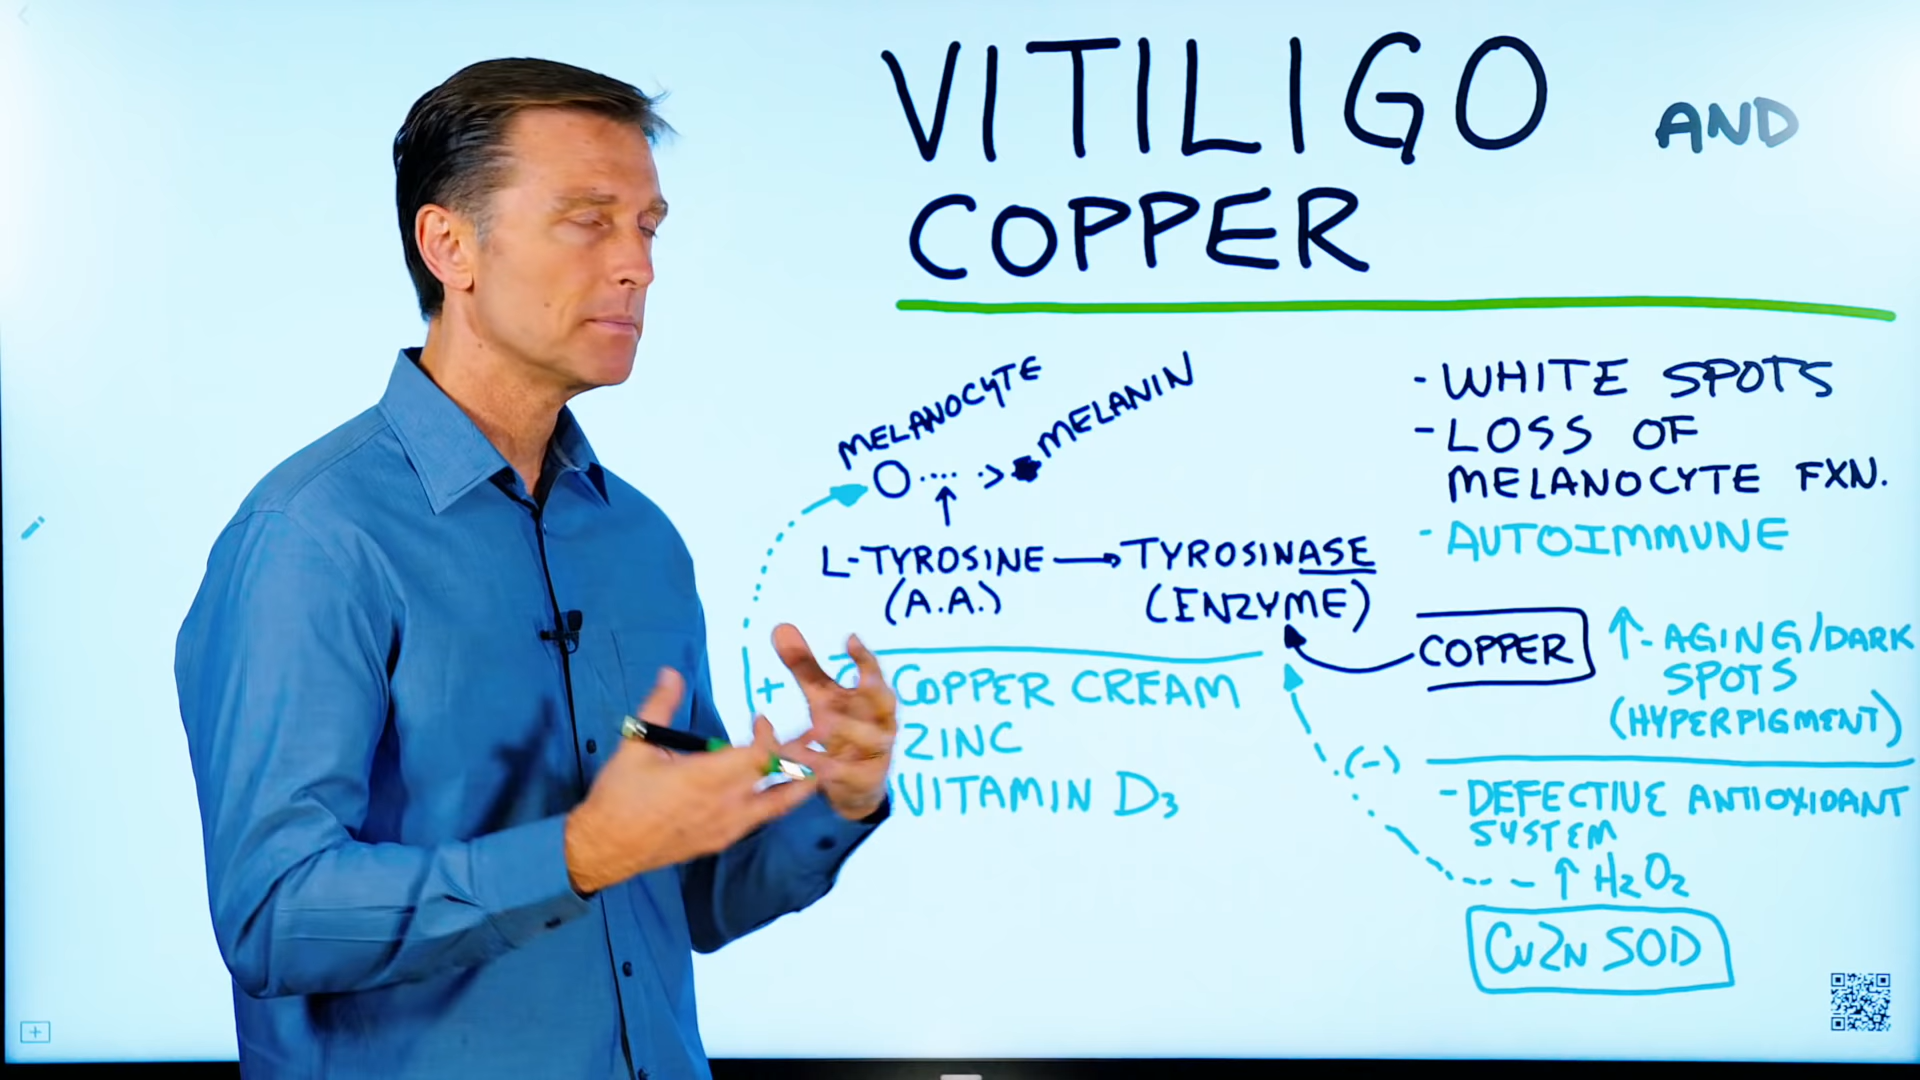 VITILIGO AND
COPPER
MELANOCYTE
MELANIN
L-TYROSINE → TYROSINASE
(A.A.) (ENZYME)
- WHITE SPOTS
- LOSS OF
MELANOCYTE FXN.
- AUTOIMMUNE
COPPER
↑ - AGING/DARK
SPOTS
(HYPERPIGMENT)
+
COPPER CREAM
ZINC
VITAMIN D3
(-)
- DEFECTIVE ANTIOXIDANT
SYSTEM
↑ H2O2
CuZn SOD